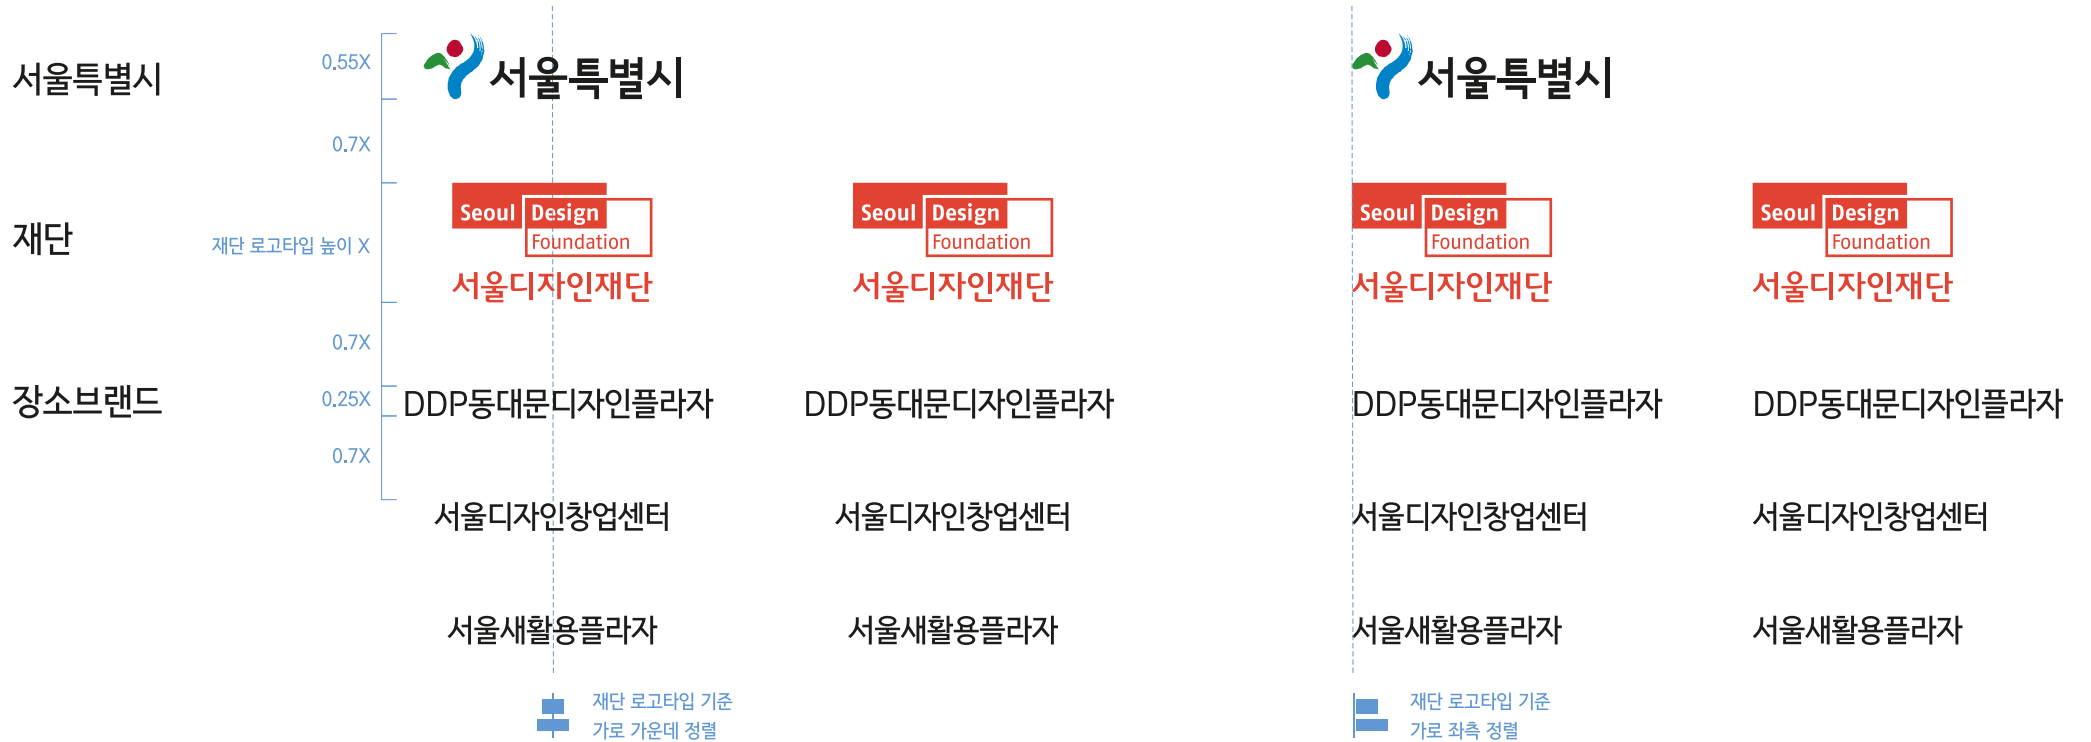 서울특별시 0.55X 서울특별시 서울특별시
0.7X
Seoul Design Seoul Design Seoul Design Seoul Design
재단 재단 로고타입 높이 X Foundation Foundation Foundation Foundation
서울디자인재단 서울디자인재단 서울디자인재단 서울디자인재단
0.7X
장소브랜드 0.25X DDP동대문디자인플라자 DDP동대문디자인플라자 DDP동대문디자인플라자 DDP동대문디자인플라자
0.7X
서울디자인창업센터 서울디자인창업센터 서울디자인창업센터 서울디자인창업센터
서울새활용플라자 서울새활용플라자 서울새활용플라자 서울새활용플라자
재단 로고타입 기준 재단 로고타입 기준
가로 가운데 정렬 가로 좌측 정렬